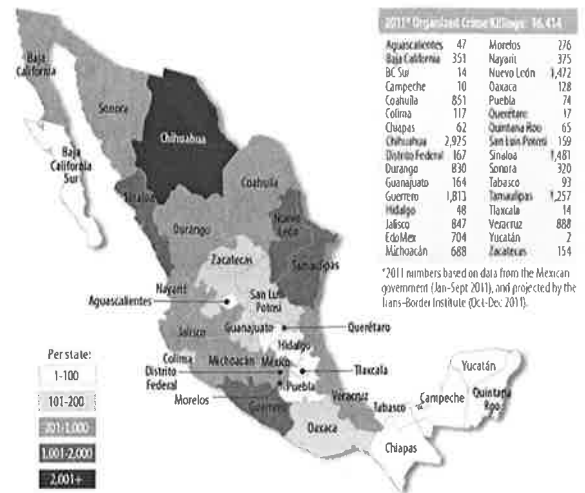 2011* Organized Crime Killings: 16,414
Aguascalientes 47 Morelos 276
Baja California 351 Nayarit 375
BC Sur 14 Nuevo León 1,472
Campeche 10 Oaxaca 128
Coahuila 851 Puebla 74
Colima 117 Querétaro 17
Chiapas 62 Quintana Roo 65
Chihuahua 2,925 San Luis Potosí 159
Distrito Federal 167 Sinaloa 1,481
Durango 830 Sonora 320
Guanajuato 164 Tabasco 93
Guerrero 1,813 Tamaulipas 1,257
Hidalgo 48 Tlaxcala 14
Jalisco 847 Veracruz 888
EdoMex 704 Yucatán 2
Michoacán 688 Zacatecas 154
*2011 numbers based on data from the Mexican
government (Jan-Sept 2011), and projected by the
Trans-Border Institute (Oct-Dec 2011).
Baja
California
Sonora
Chihuahua
Baja
California
Sur
Coahuila
Sinaloa
Nuevo
León
Durango
Zacatecas
Tamaulipas
Nayarit
San Luis
Potosí
Aguascalientes
Jalisco
Guanajuato
Querétaro
Hidalgo
Colima
Michoacán
México
Tlaxcala
Distrito
Federal
Puebla
Veracruz
Morelos
Guerrero
Tabasco
Campeche
Yucatán
Quintana
Roo
Oaxaca
Chiapas
Per state:
1-100
101-200
201-1,000
1,001-2,000
2,001+